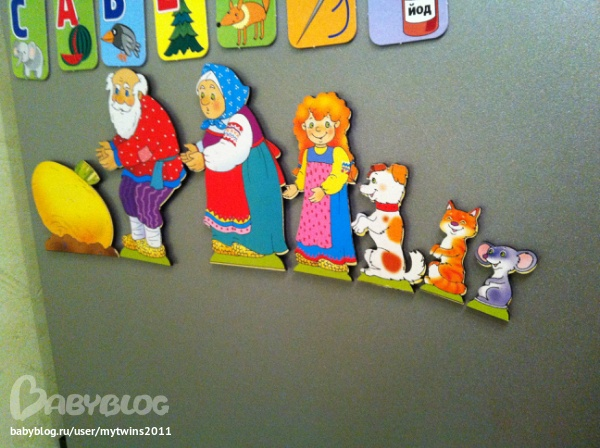 С А В Е
ЙОД
BABYBLOG
babyblog.ru/user/mytwins2011